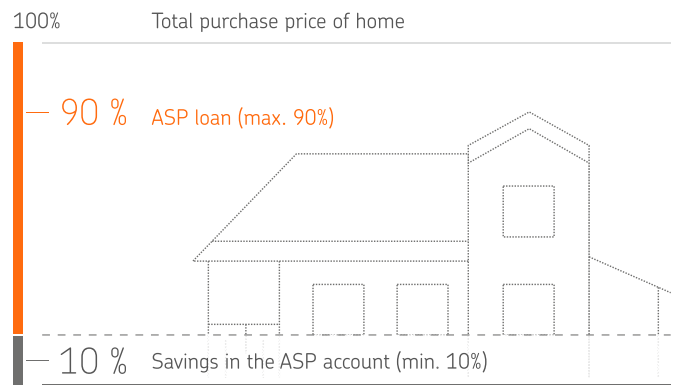 100% Total purchase price of home
90 % ASP loan (max. 90%)
10 % Savings in the ASP account (min. 10%)